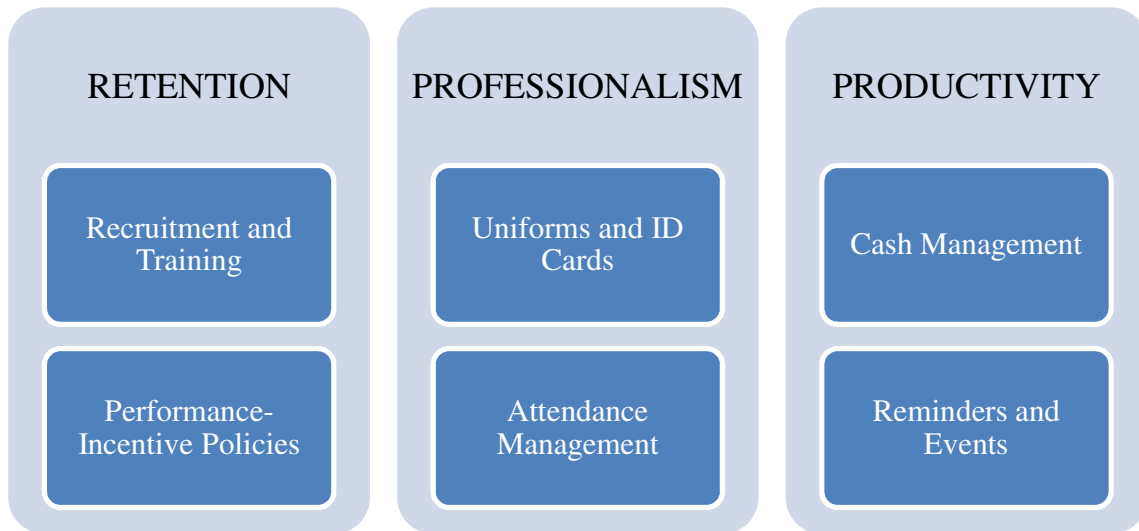 RETENTION
Recruitment and
Training
Performance-
Incentive Policies
PROFESSIONALISM
Uniforms and ID
Cards
Attendance
Management
PRODUCTIVITY
Cash Management
Reminders and
Events